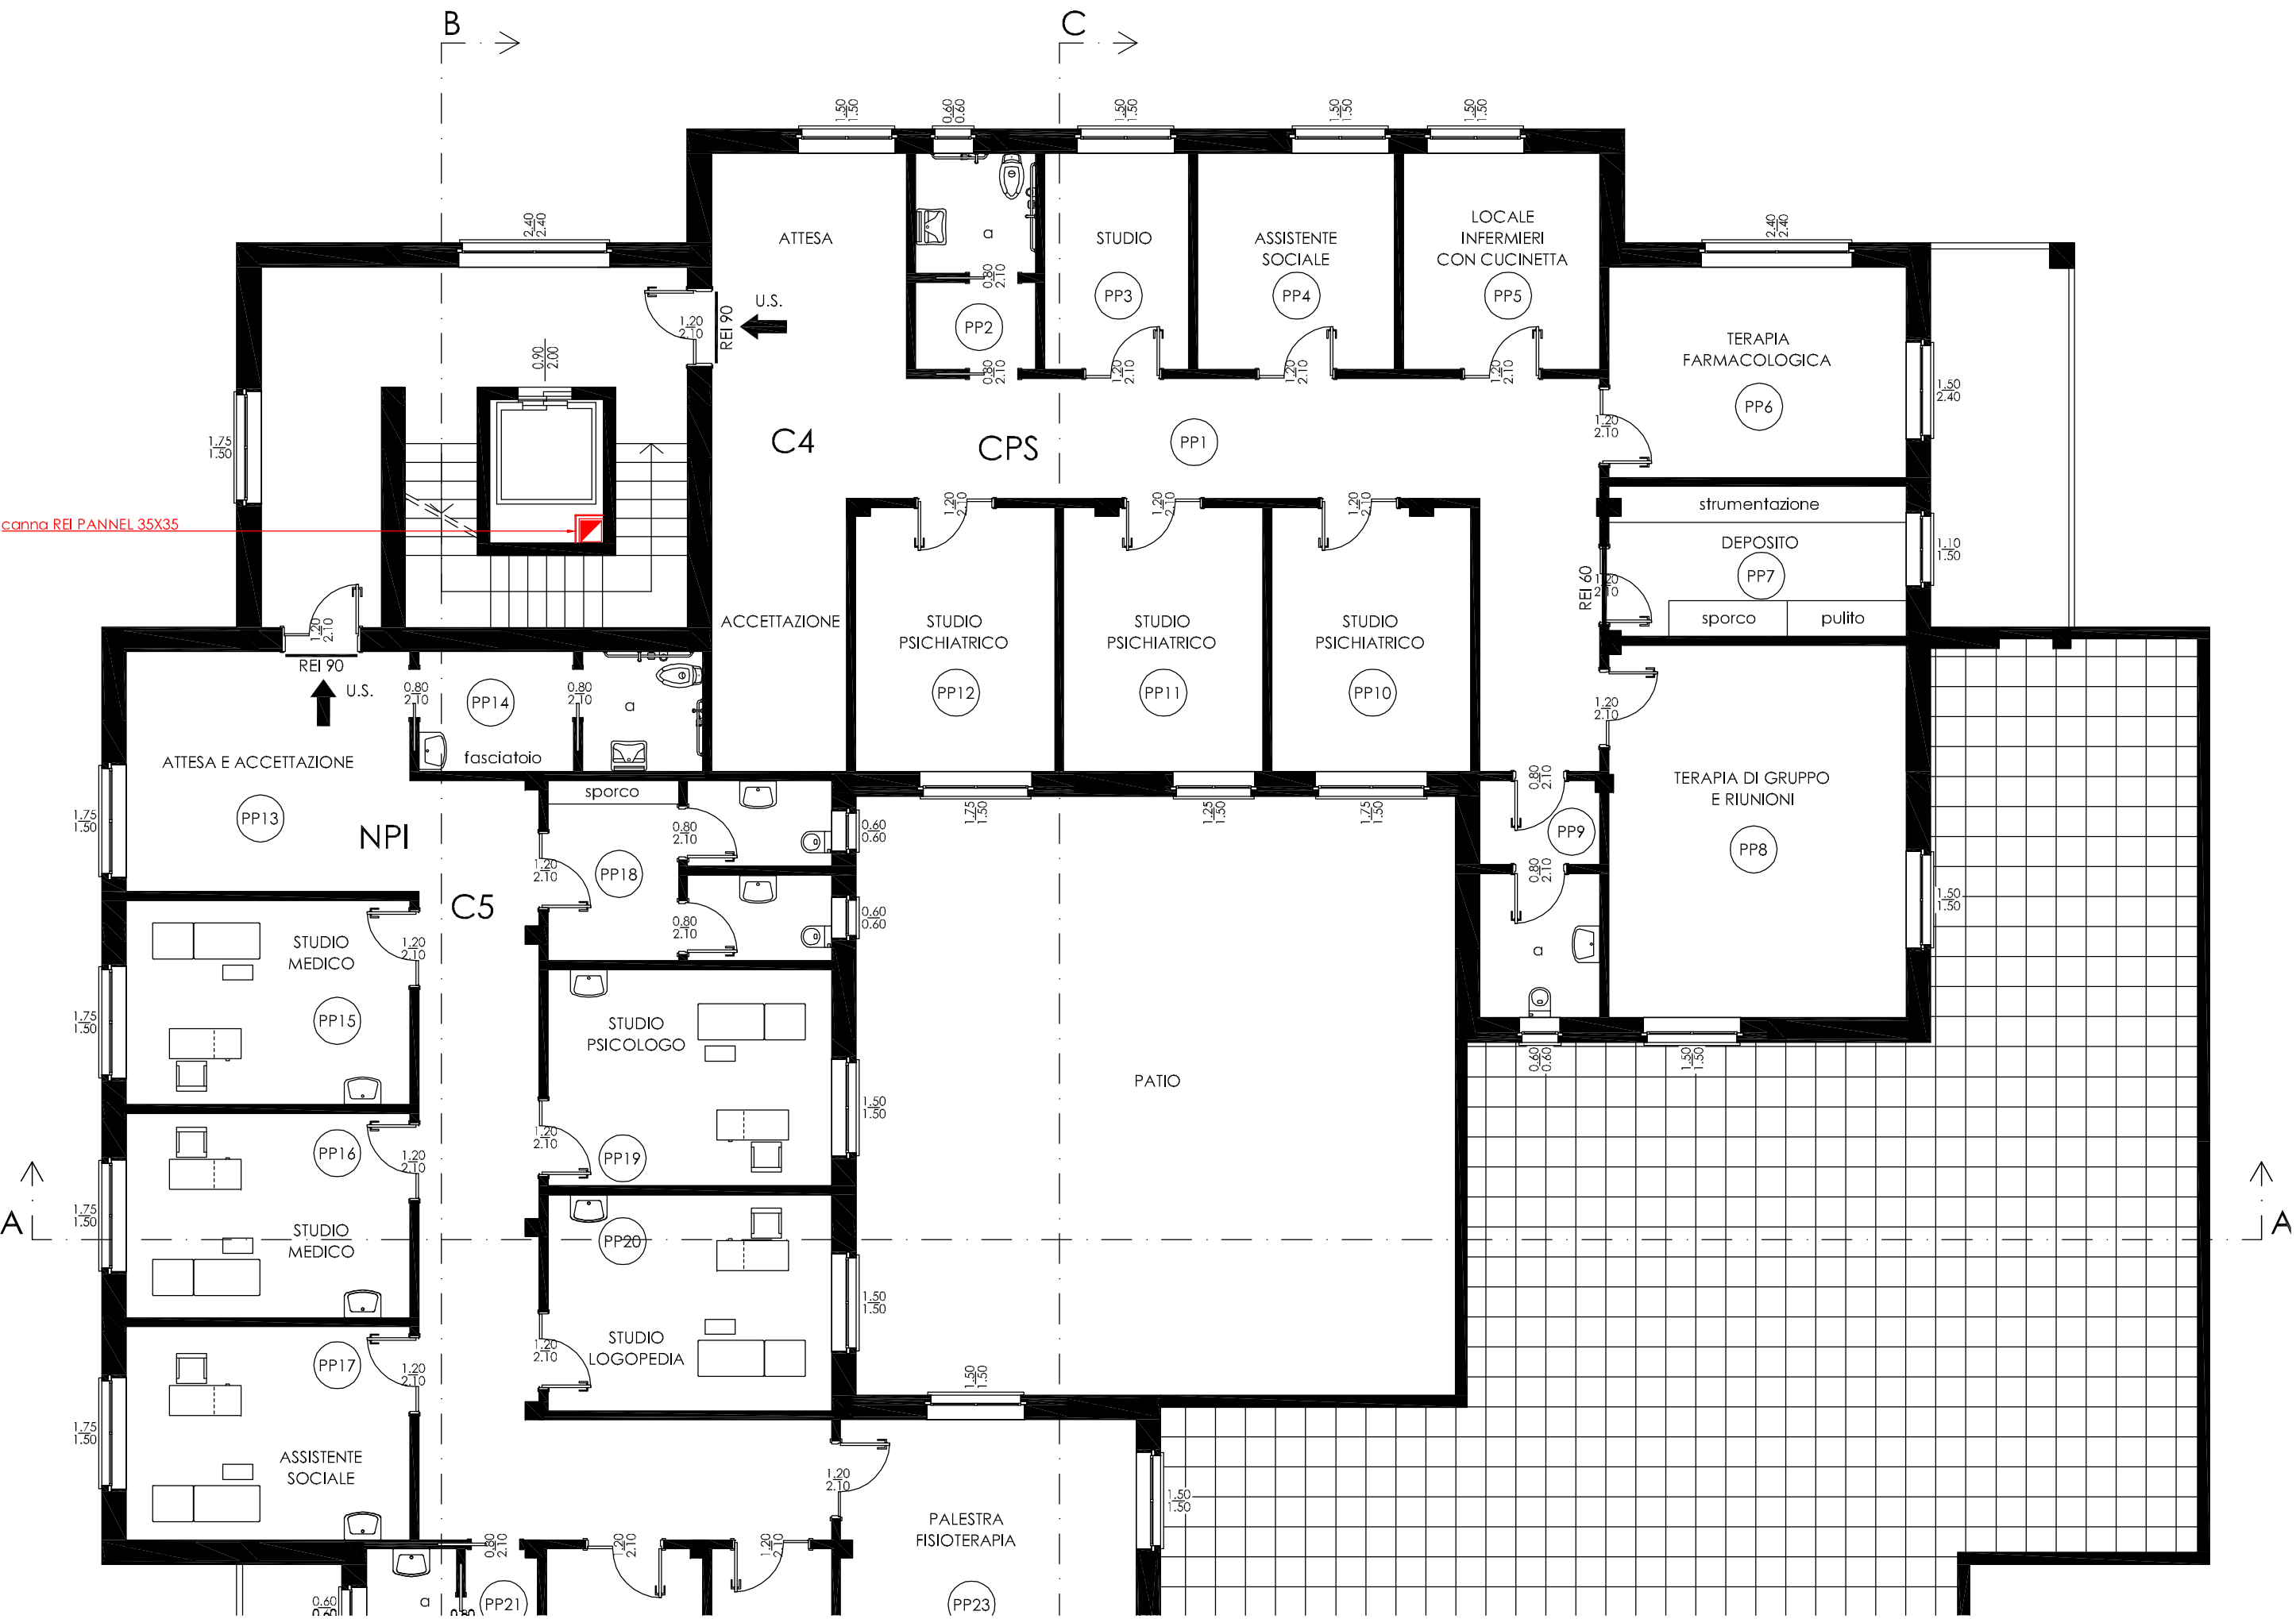 B
C
1.50
1.50
0.60
0.60
1.50
1.50
1.50
1.50
1.50
1.50
2.40
2.40
2.40
2.40
ATTESA
a
STUDIO
PP3
ASSISTENTE
SOCIALE
PP4
LOCALE
INFERMIERI
CON CUCINETTA
PP5
0.80
2.10
PP2
0.80
2.10
1.20
2.10
1.20
2.10
1.20
2.10
U.S.
1.20
2.10
REI 90
0.90
2.00
TERAPIA
FARMACOLOGICA
PP6
1.50
2.40
1.20
2.10
1.75
1.50
C4
CPS
PP1
canna REI PANNEL 35X35
1.20
2.10
1.20
2.10
1.20
2.10
strumentazione
DEPOSITO
PP7
1.10
1.50
REI 60
1.20
2.10
sporco
pulito
ACCETTAZIONE
STUDIO
PSICHIATRICO
PP12
STUDIO
PSICHIATRICO
PP11
STUDIO
PSICHIATRICO
PP10
1.20
2.10
REI 90
U.S.
0.80
2.10
PP14
0.80
2.10
a
fasciatoio
1.20
2.10
ATTESA E ACCETTAZIONE
PP13
NPI
1.75
1.50
sporco
0.80
2.10
1.20
2.10
PP18
0.60
0.60
0.80
2.10
0.60
0.60
1.75
1.50
1.25
1.50
1.75
1.50
0.80
2.10
PP9
0.80
2.10
a
TERAPIA DI GRUPPO
E RIUNIONI
PP8
1.50
1.50
C5
STUDIO
MEDICO
1.20
2.10
PP15
1.75
1.50
STUDIO
PSICOLOGO
PATIO
0.60
0.60
1.50
1.50
1.50
1.50
1.20
2.10
PP19
PP16
1.20
2.10
1.75
1.50
STUDIO
MEDICO
A
A
PP20
1.50
1.50
STUDIO
LOGOPEDIA
1.20
2.10
PP17
1.20
2.10
1.50
1.50
1.75
1.50
ASSISTENTE
SOCIALE
1.20
2.10
1.50
1.50
PALESTRA
FISIOTERAPIA
0.80
2.10
1.20
2.10
1.20
2.10
0.60
a
PP21
PP23